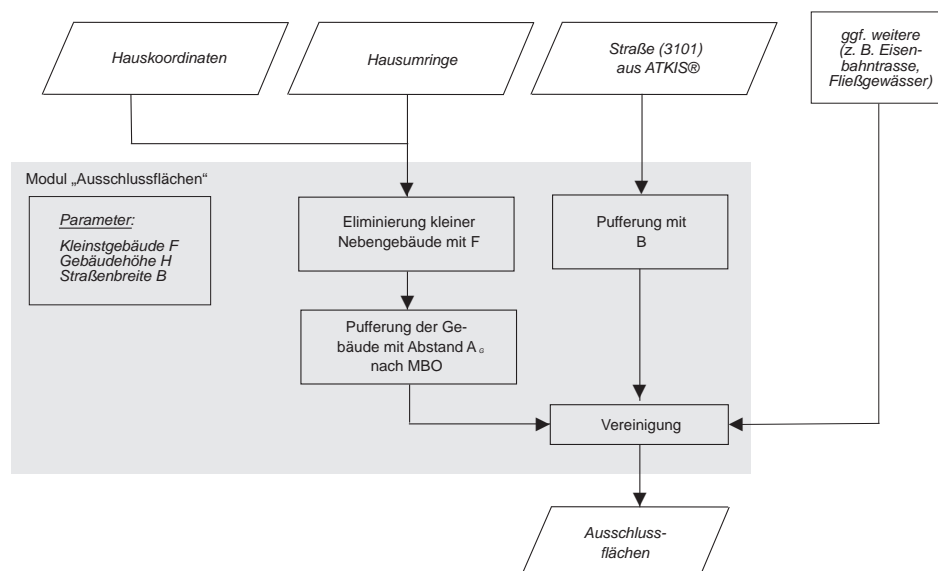 Hauskoordinaten
Hausumringe
Straße (3101)
aus ATKIS®
ggf. weitere
(z. B. Eisen-
bahntrasse,
Fließgewässer)
Modul „Ausschlussflächen“
Parameter:
Kleinstgebäude F
Gebäudehöhe H
Straßenbreite B
Eliminierung kleiner
Nebengebäude mit F
Pufferung mit
B
Pufferung der Ge-
bäude mit Abstand A G
nach MBO
Vereinigung
Ausschluss-
flächen